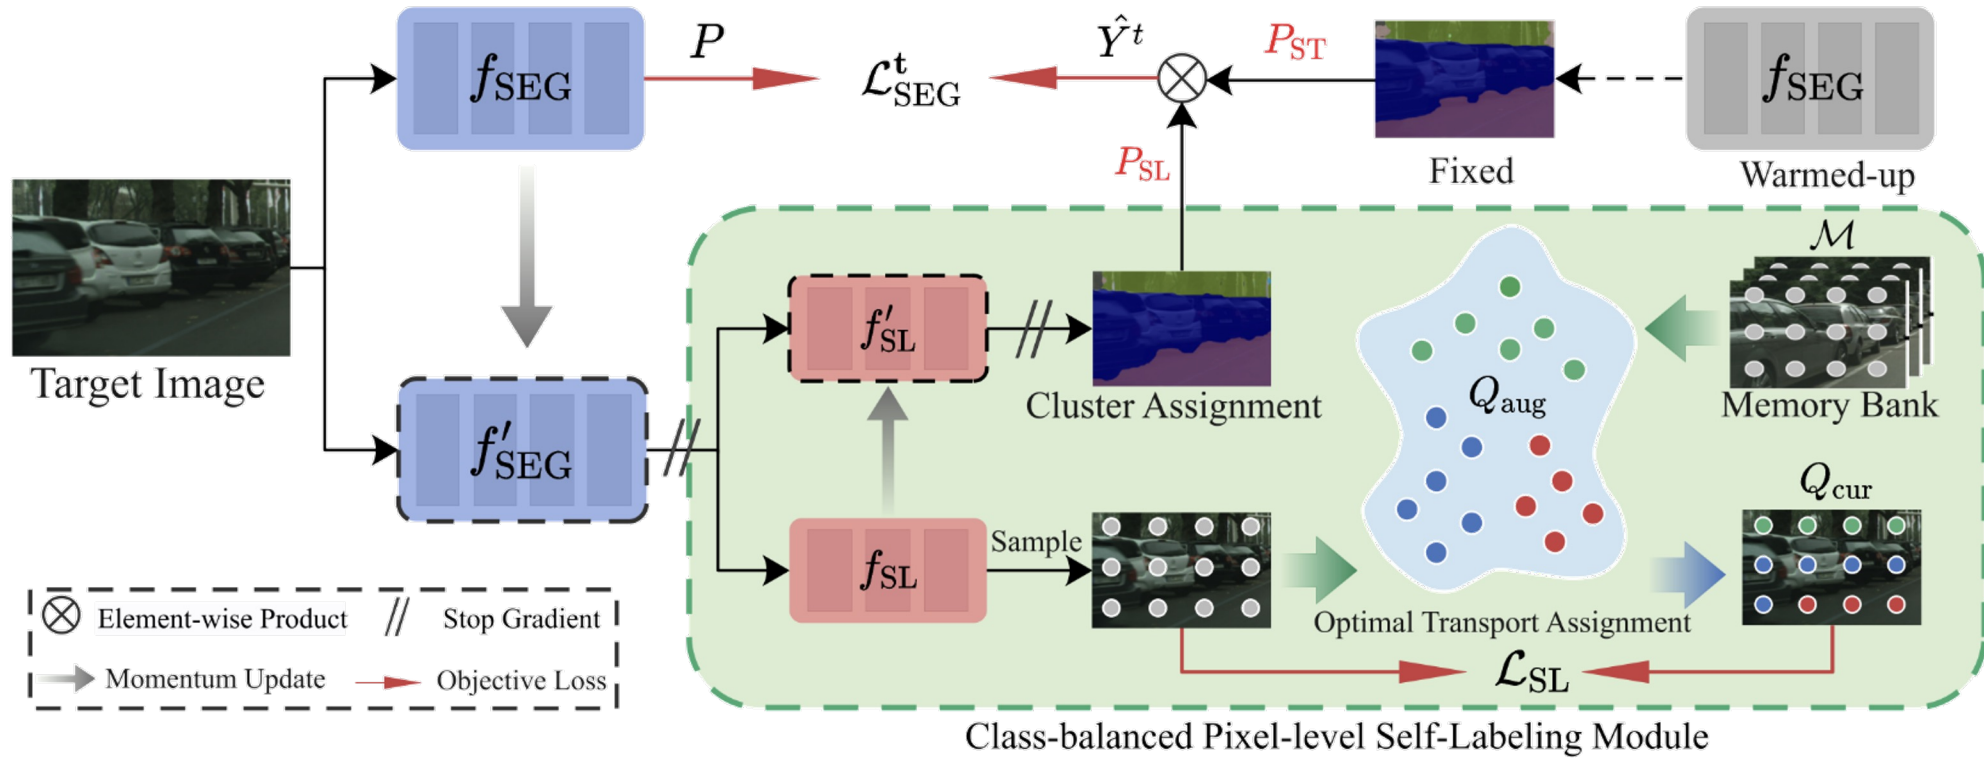 f_SEG
P
𝓛^t_SEG
Ŷ^t
P_ST
f_SEG
Fixed
Warmed-up
P_SL
Target Image
f′_SEG
f′_SL
Cluster Assignment
Q_aug
ℳ
Memory Bank
f_SL
Sample
Q_cur
Optimal Transport Assignment
𝓛_SL
Element-wise Product
Stop Gradient
Momentum Update
Objective Loss
Class-balanced Pixel-level Self-Labeling Module